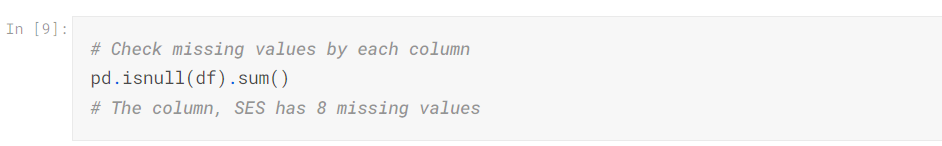 In [9]:
# Check missing values by each column
pd.isnull(df).sum()
# The column, SES has 8 missing values